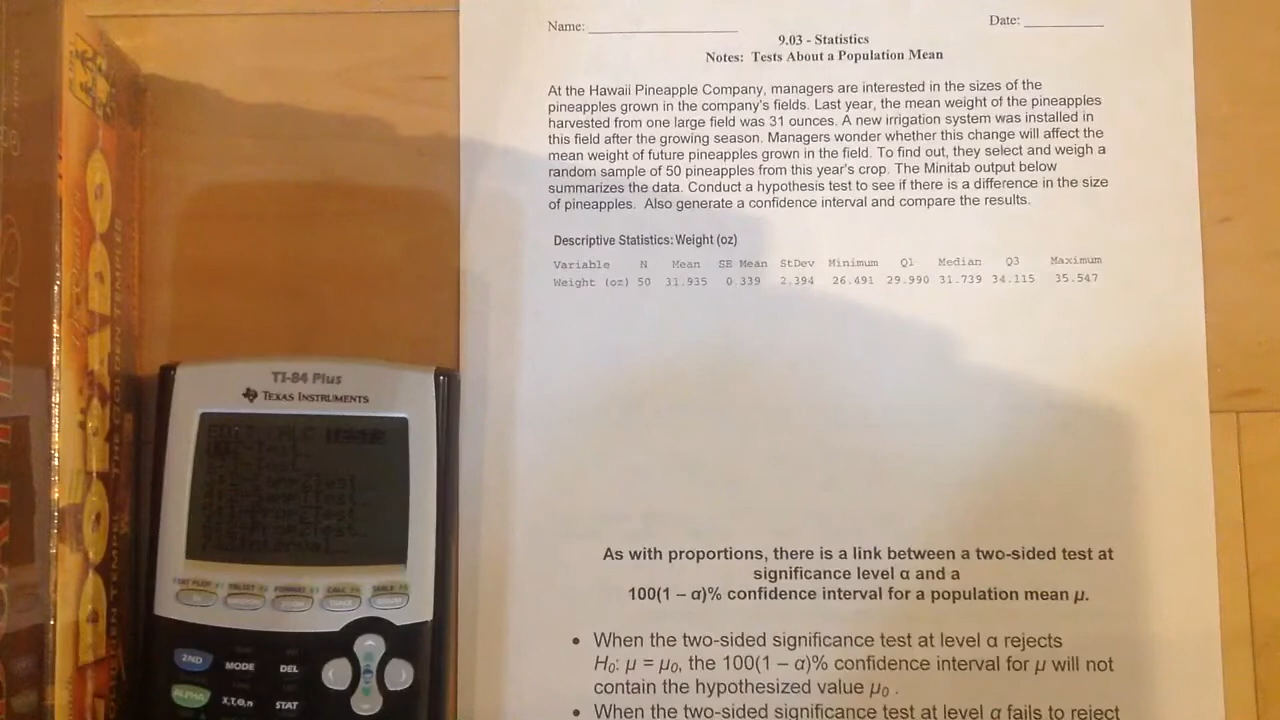 Name: ____________ Date: ________
9.03 - Statistics
Notes: Tests About a Population Mean
At the Hawaii Pineapple Company, managers are interested in the sizes of the
pineapples grown in the company's fields. Last year, the mean weight of the pineapples
harvested from one large field was 31 ounces. A new irrigation system was installed in
this field after the growing season. Managers wonder whether this change will affect the
mean weight of future pineapples grown in the field. To find out, they select and weigh a
random sample of 50 pineapples from this year's crop. The Minitab output below
summarizes the data. Conduct a hypothesis test to see if there is a difference in the size
of pineapples. Also generate a confidence interval and compare the results.
Descriptive Statistics: Weight (oz)
Variable N Mean SE Mean StDev Minimum Q1 Median Q3 Maximum
Weight (oz) 50 31.935 0.339 2.394 26.491 29.990 31.739 34.115 35.547
As with proportions, there is a link between a two-sided test at
significance level α and a
100(1 – α)% confidence interval for a population mean μ.
• When the two-sided significance test at level α rejects
H₀: μ = μ₀, the 100(1 – α)% confidence interval for μ will not
contain the hypothesized value μ₀ .
• When the two-sided significance test at level α fails to reject
TI-84 Plus
TEXAS INSTRUMENTS
STAT PLOT TBLSET FORMAT CALC TABLE
2ND MODE DEL
ALPHA X,T,Θ,n STAT
THE GOLDEN TEMPLE